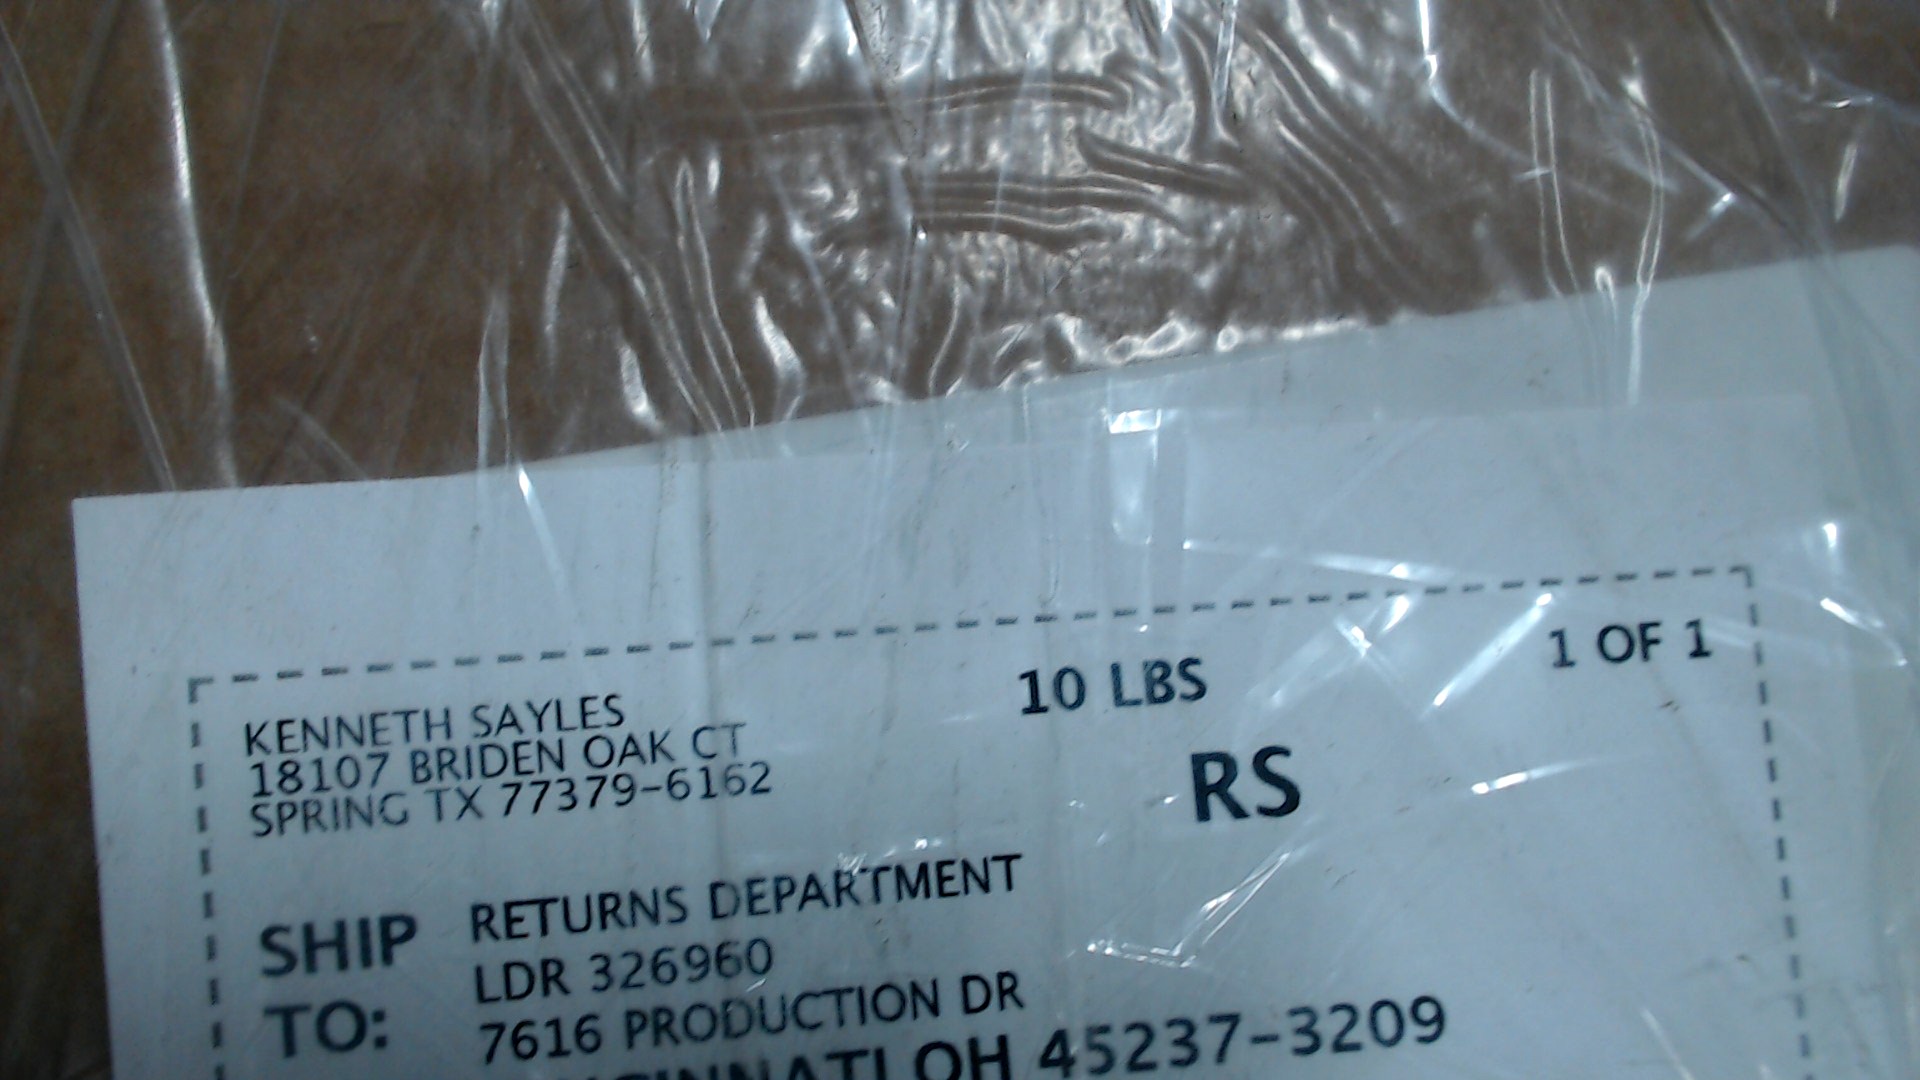 KENNETH SAYLES
18107 BRIDEN OAK CT
SPRING TX 77379-6162
10 LBS
1 OF 1
RS
SHIP TO:
RETURNS DEPARTMENT
LDR 326960
7616 PRODUCTION DR
OH 45237-3209